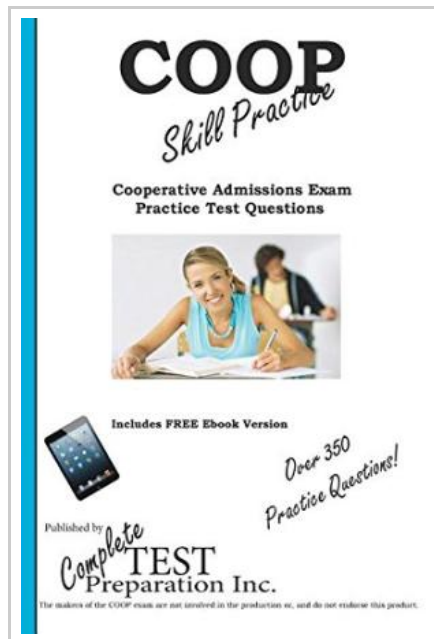 COOP
Skill Practice
Cooperative Admissions Exam
Practice Test Questions
Includes FREE Ebook Version
Over 350
Practice Questions!
Published by
Complete
TEST
Preparation Inc.
The makers of the COOP exam are not involved in the production or, and do not endorse this product.